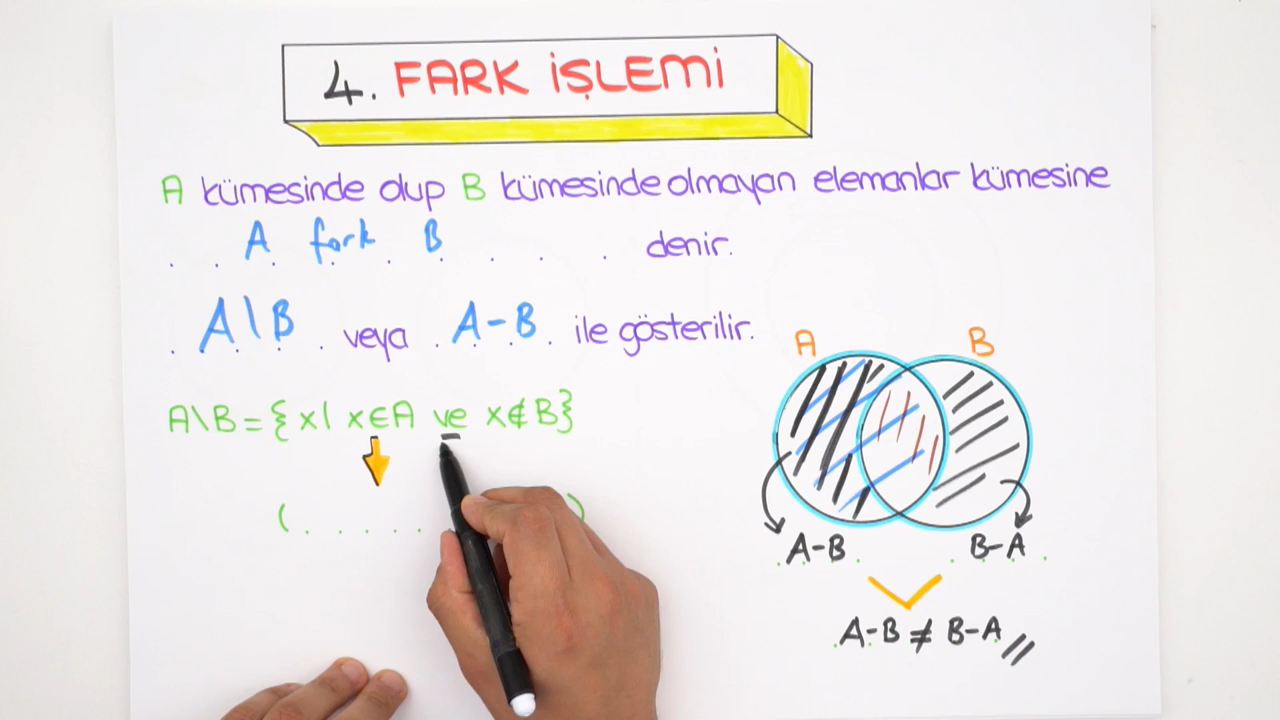 4. FARK İŞLEMİ
A kümesinde olup B kümesinde olmayan elemanlar kümesine
. . A fark B . . . . denir.
. A\B . veya . A-B . ile gösterilir.
A\B = {x| x∈A ve x∉B}
( . . . . . )
A B
A-B B-A
A-B ≠ B-A //